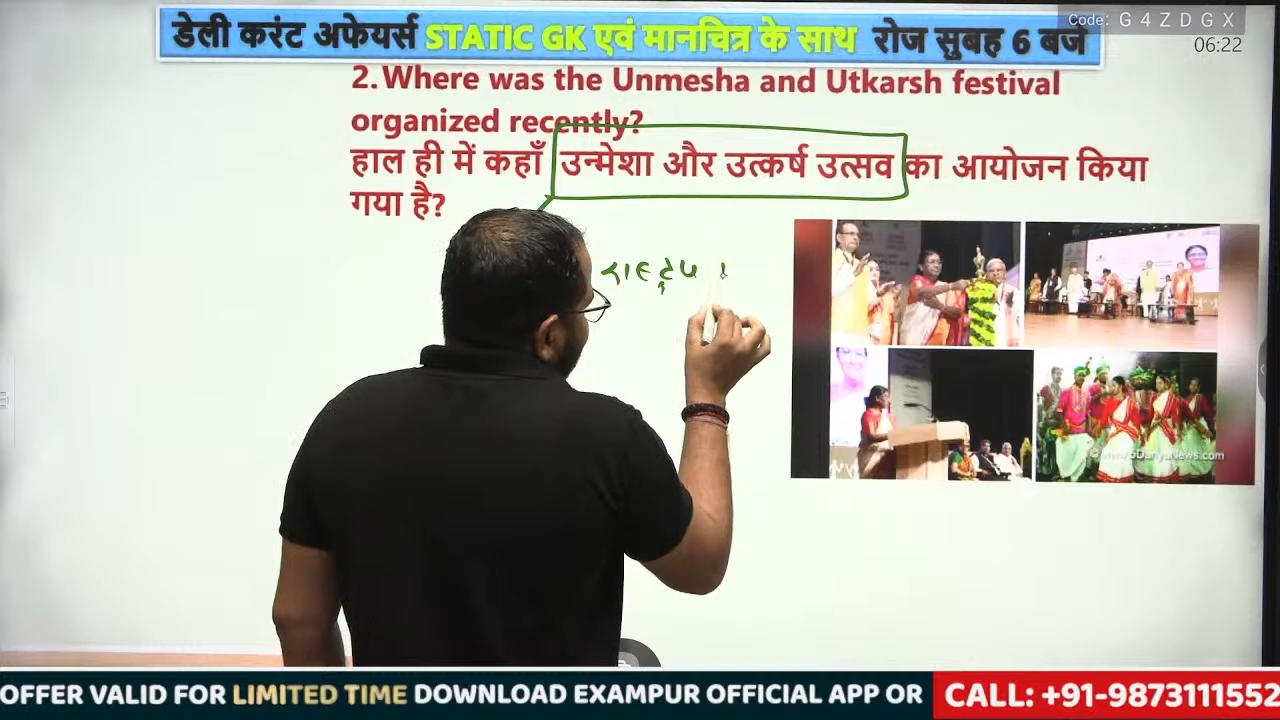 Code: G 4 Z D G X
06:22
डेली करंट अफेयर्स STATIC GK एवं मानचित्र के साथ रोज सुबह 6 बजे
2. Where was the Unmesha and Utkarsh festival
organized recently?
हाल ही में कहाँ उन्मेशा और उत्कर्ष उत्सव का आयोजन किया
गया है?
OFFER VALID FOR LIMITED TIME DOWNLOAD EXAMPUR OFFICIAL APP OR
CALL: +91-9873111552